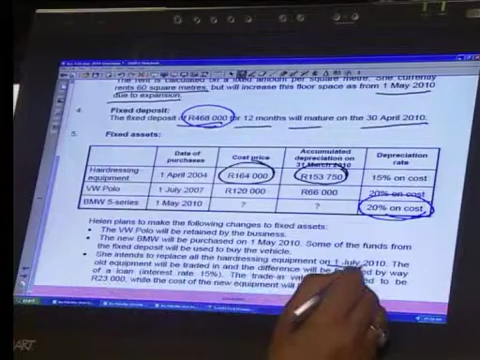 The rent is calculated on a fixed amount per square metre. She currently
rents 60 square metres, but will increase this floor space as from 1 May 2010
due to expansion.
4. Fixed deposit:
The fixed deposit of R468 000 for 12 months will mature on the 30 April 2010.
5. Fixed assets:
Date of purchases Cost price Accumulated depreciation on 31 March 2010 Depreciation rate
Hairdressing equipment 1 April 2004 R164 000 R153 750 15% on cost
VW Polo 1 July 2007 R120 000 R66 000 20% on cost
BMW 5-series 1 May 2010 ? ? 20% on cost
Helen plans to make the following changes to fixed assets:
• The VW Polo will be retained by the business.
• The new BMW will be purchased on 1 May 2010. Some of the funds from
the fixed deposit will be used to buy the vehicle.
• She intends to replace all the hairdressing equipment on 1 July 2010. The
old equipment will be traded in and the difference will be by way
of a loan (interest rate 15%). The trade-in to be
R23 000, while the cost of the new equipment will